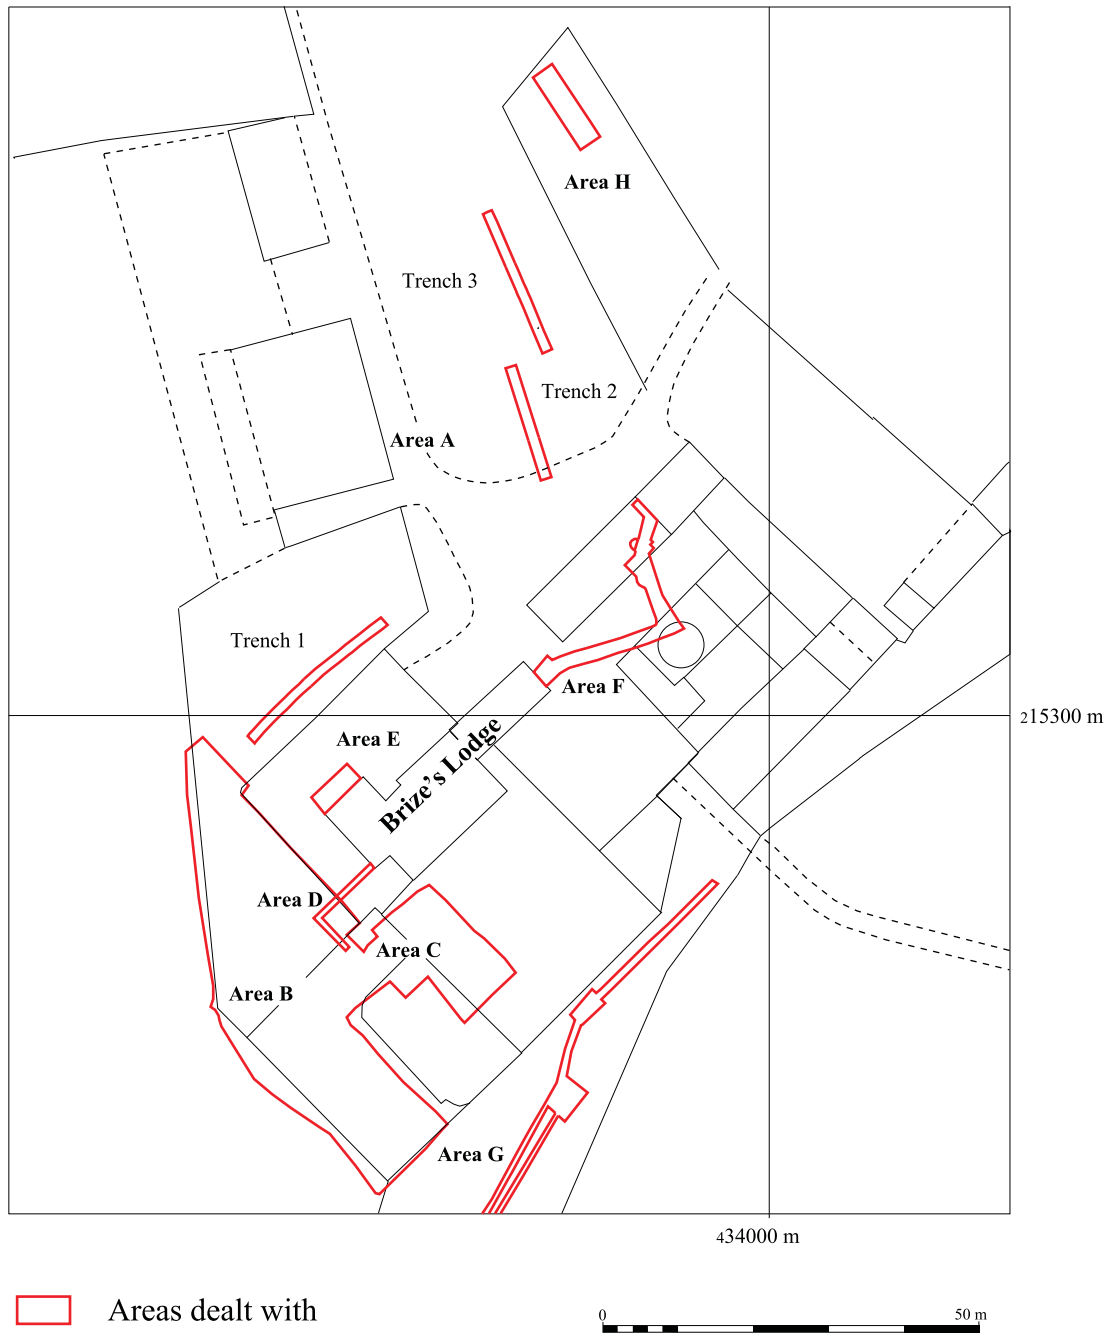 Area H
Trench 3
Trench 2
Area A
Trench 1
Area F
215300 m
Area E
Brize's Lodge
Area D
Area C
Area B
Area G
434000 m
Areas dealt with
0
50 m